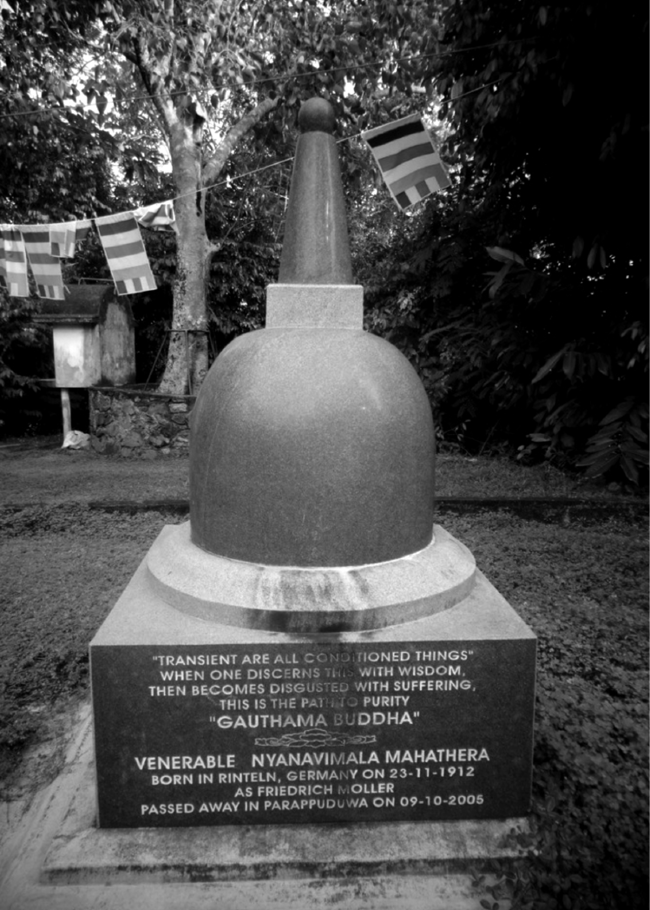 "TRANSIENT ARE ALL CONDITIONED THINGS"
WHEN ONE DISCERNS THIS WITH WISDOM,
THEN BECOMES DISGUSTED WITH SUFFERING,
THIS IS THE PATH TO PURITY
"GAUTHAMA BUDDHA"
VENERABLE NYANAVIMALA MAHATHERA
BORN IN RINTELN, GERMANY ON 23-11-1912
AS FRIEDRICH MOLLER
PASSED AWAY IN PARAPPUDUWA ON 09-10-2005